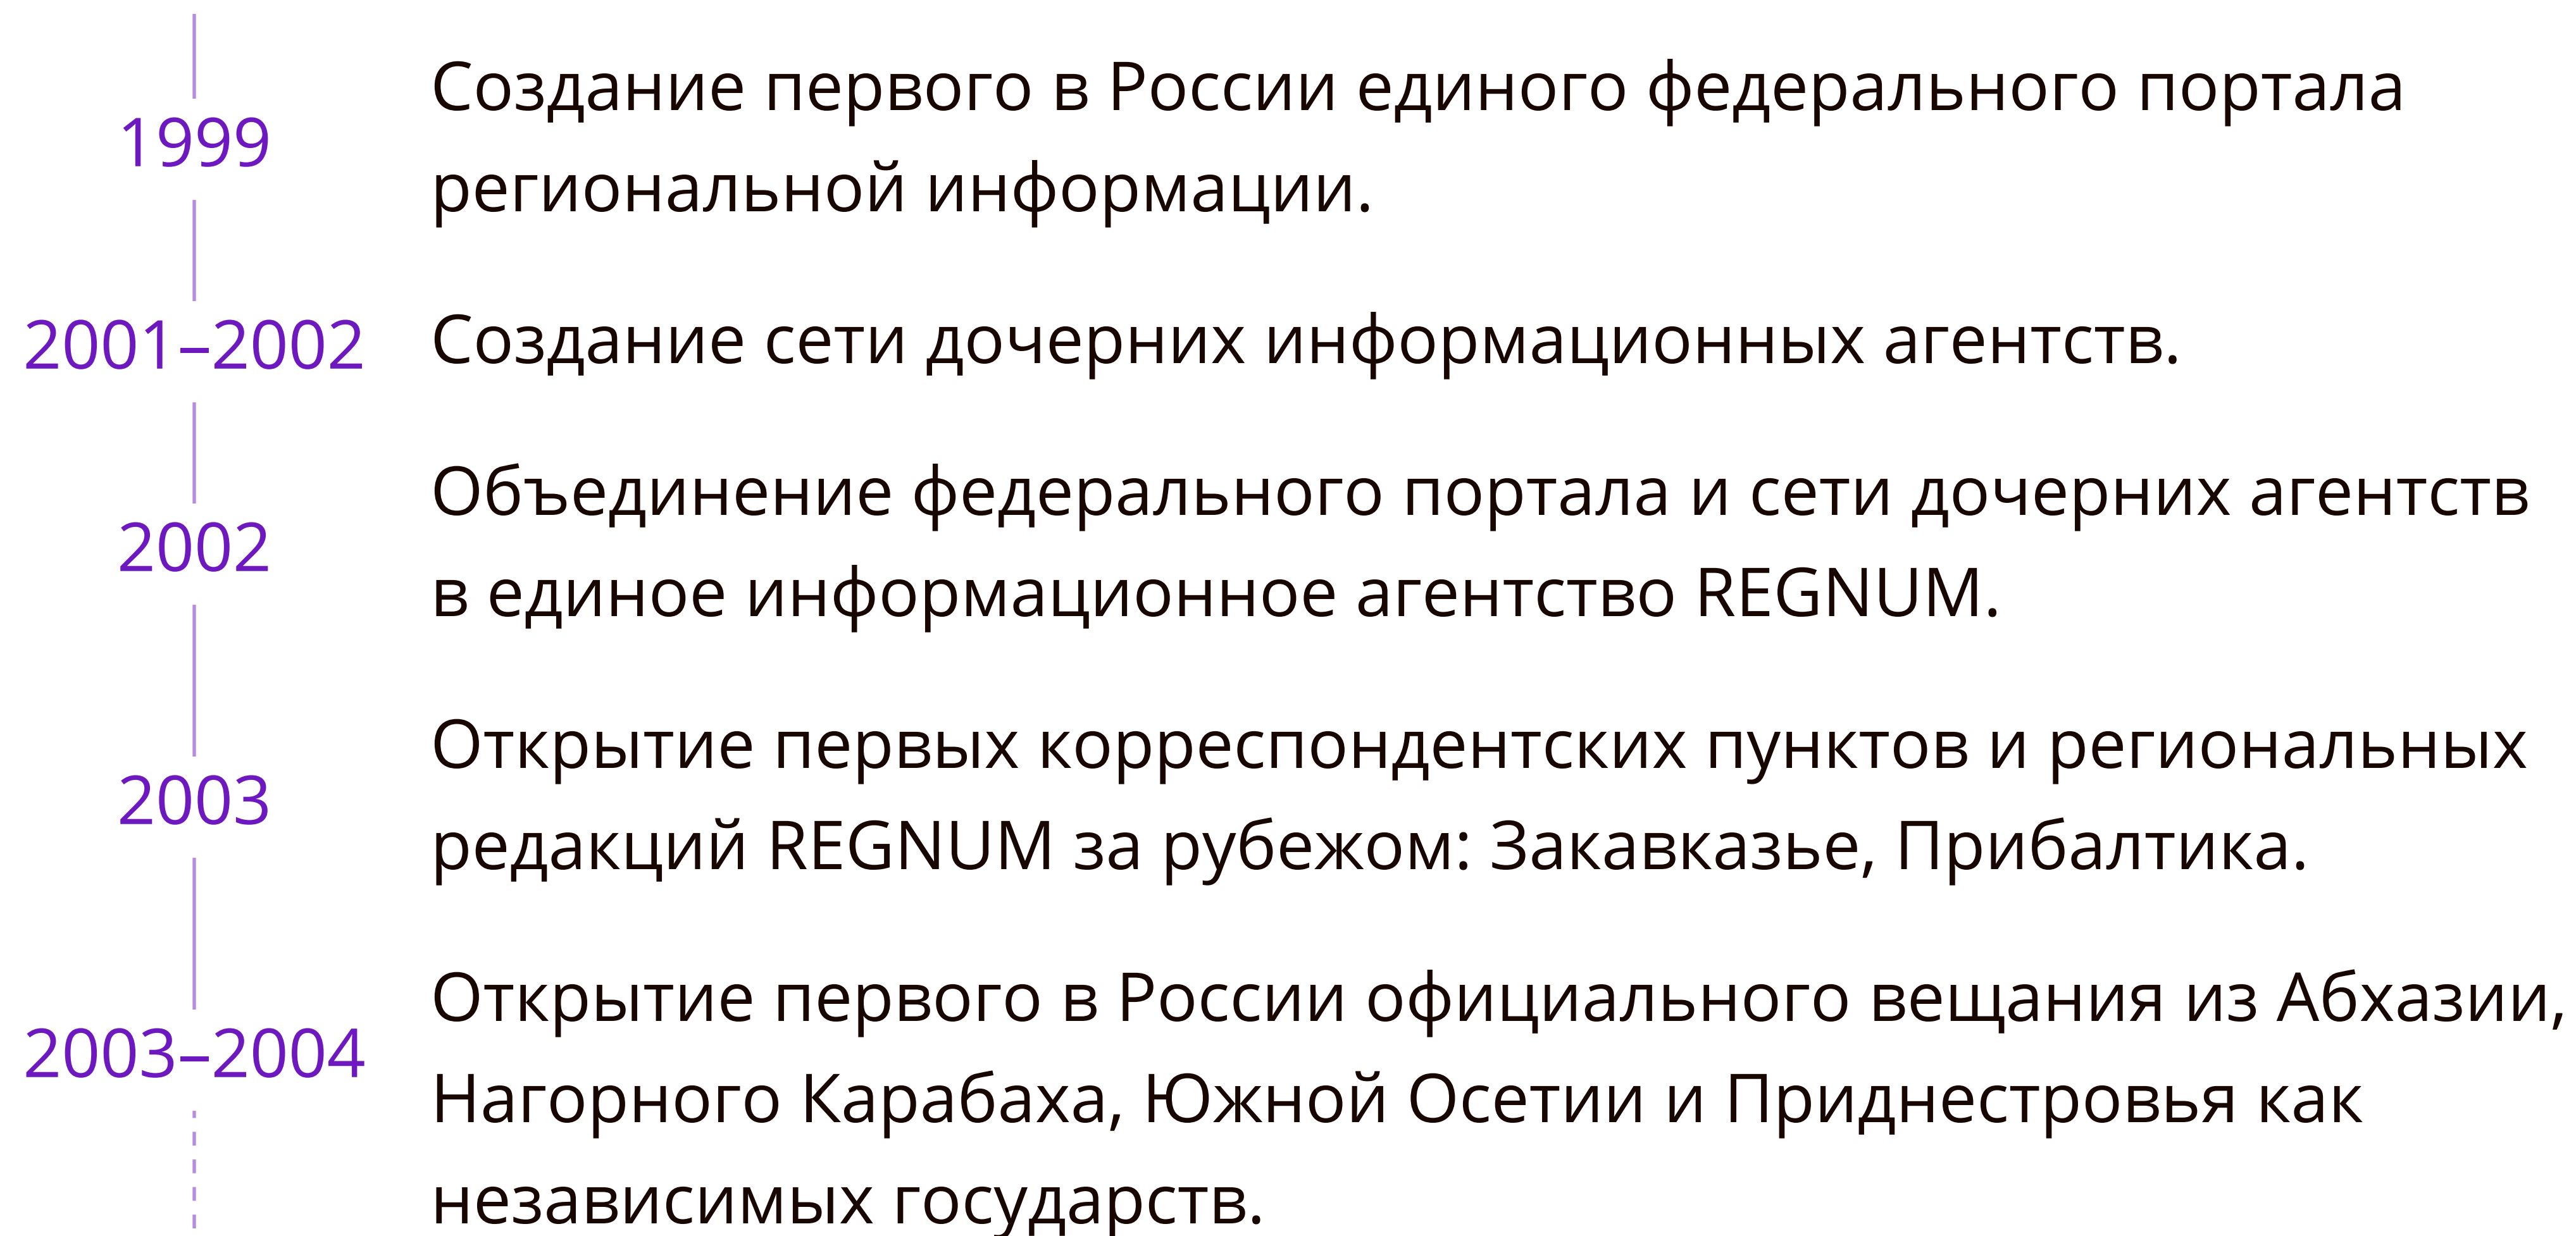 1999
Создание первого в России единого федерального портала
региональной информации.
2001–2002
Создание сети дочерних информационных агентств.
2002
Объединение федерального портала и сети дочерних агентств
в единое информационное агентство REGNUM.
2003
Открытие первых корреспондентских пунктов и региональных
редакций REGNUM за рубежом: Закавказье, Прибалтика.
2003–2004
Открытие первого в России официального вещания из Абхазии,
Нагорного Карабаха, Южной Осетии и Приднестровья как
независимых государств.